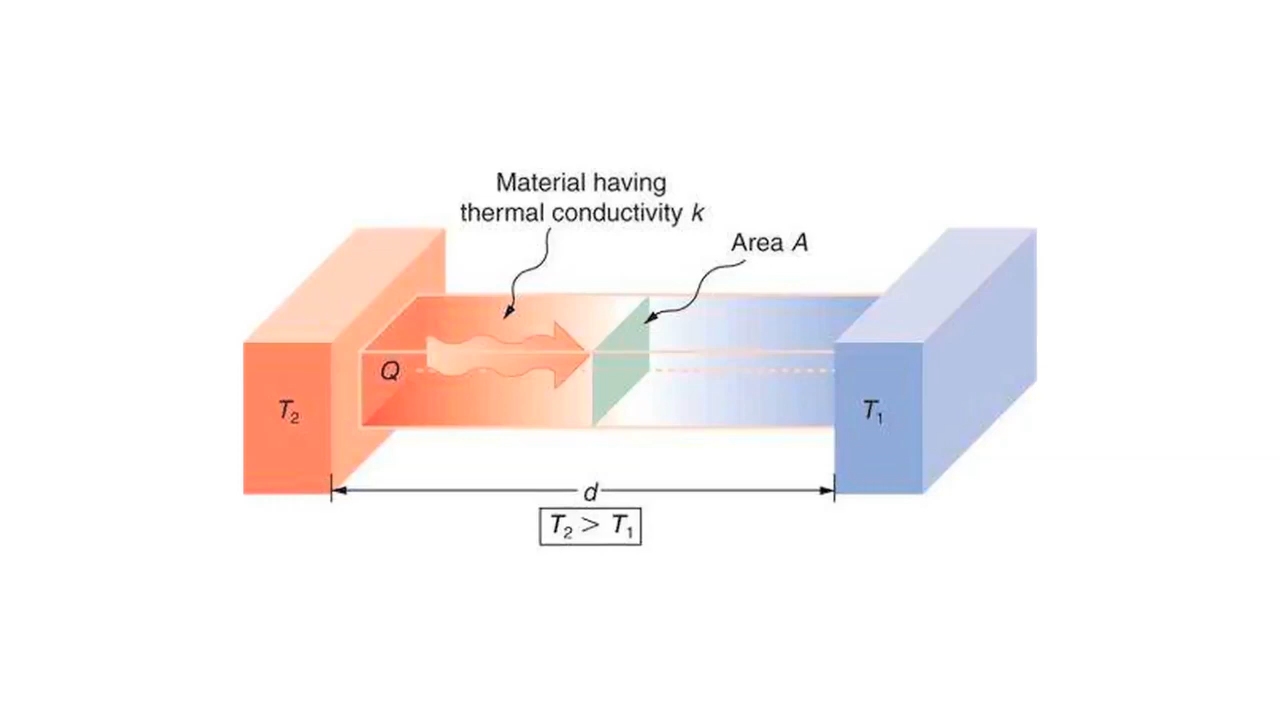 Material having
thermal conductivity k
Area A
Q
T₂
T₁
d
T₂ > T₁